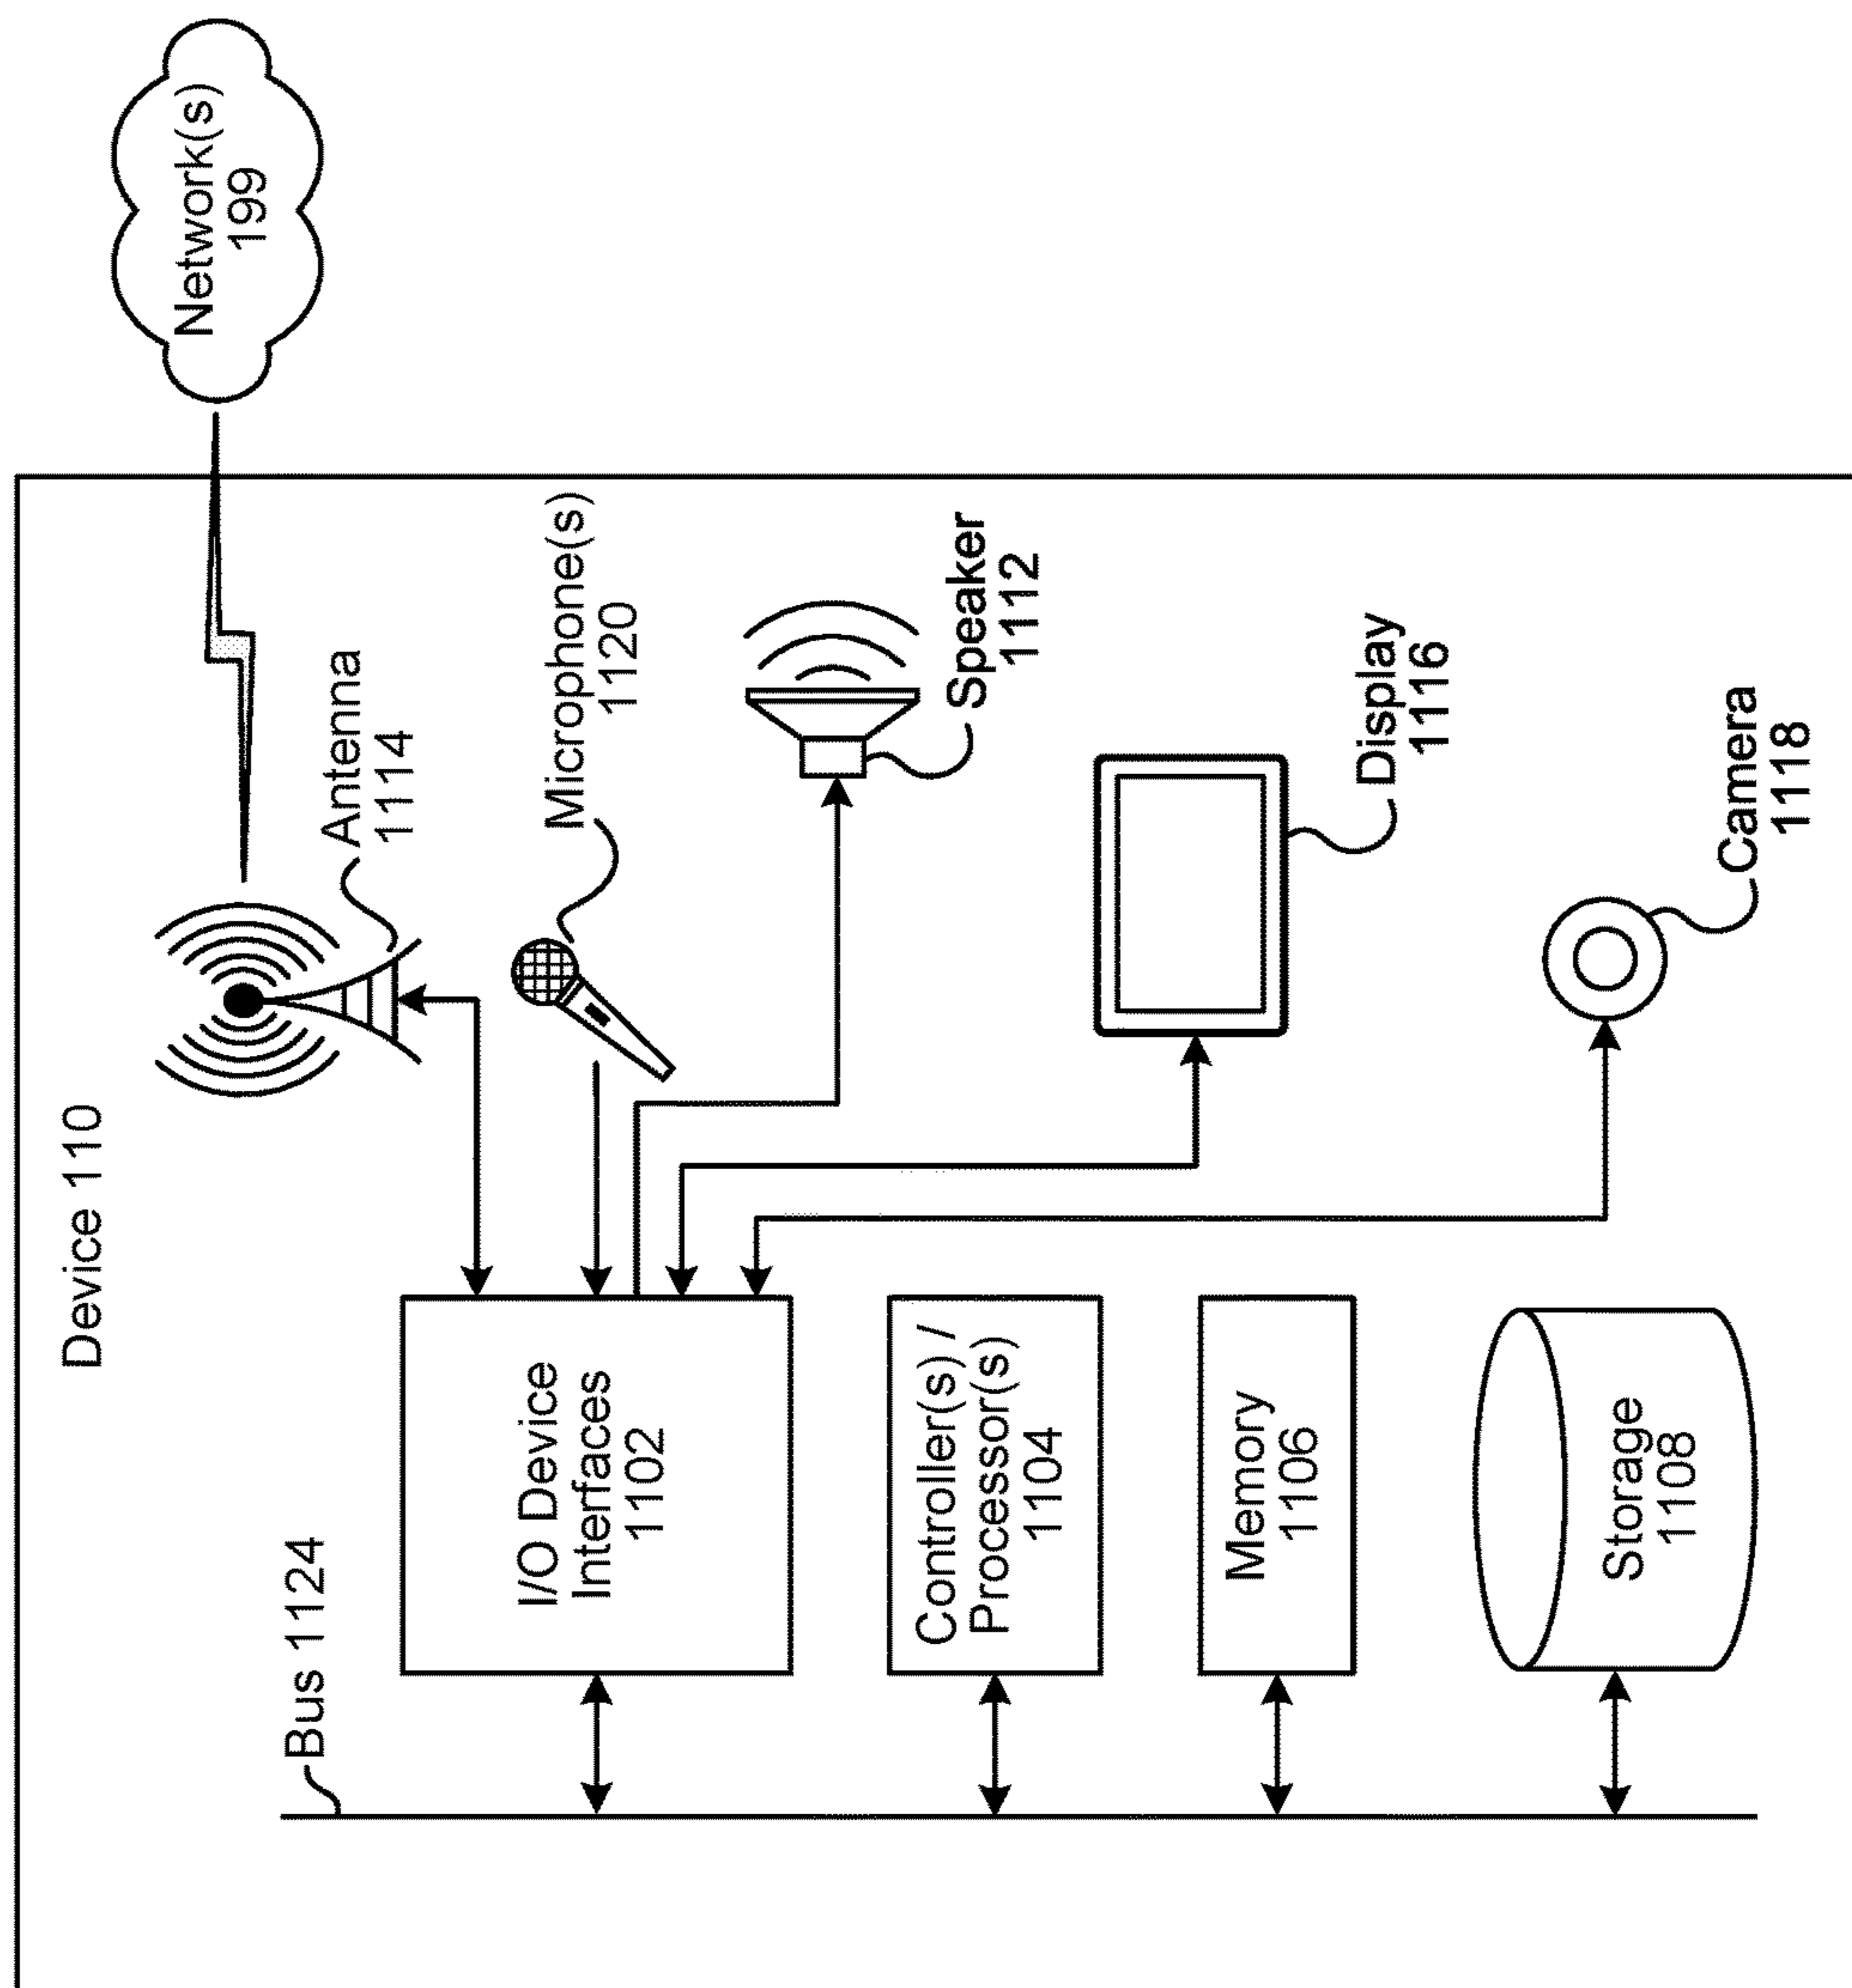 Device 110
Network(s)
199
Bus 1124
Antenna
1114
I/O Device
Interfaces
1102
Microphone(s)
1120
Controller(s) /
Processor(s)
1104
Speaker
1112
Memory
1106
Display
1116
Storage
1108
Camera
1118